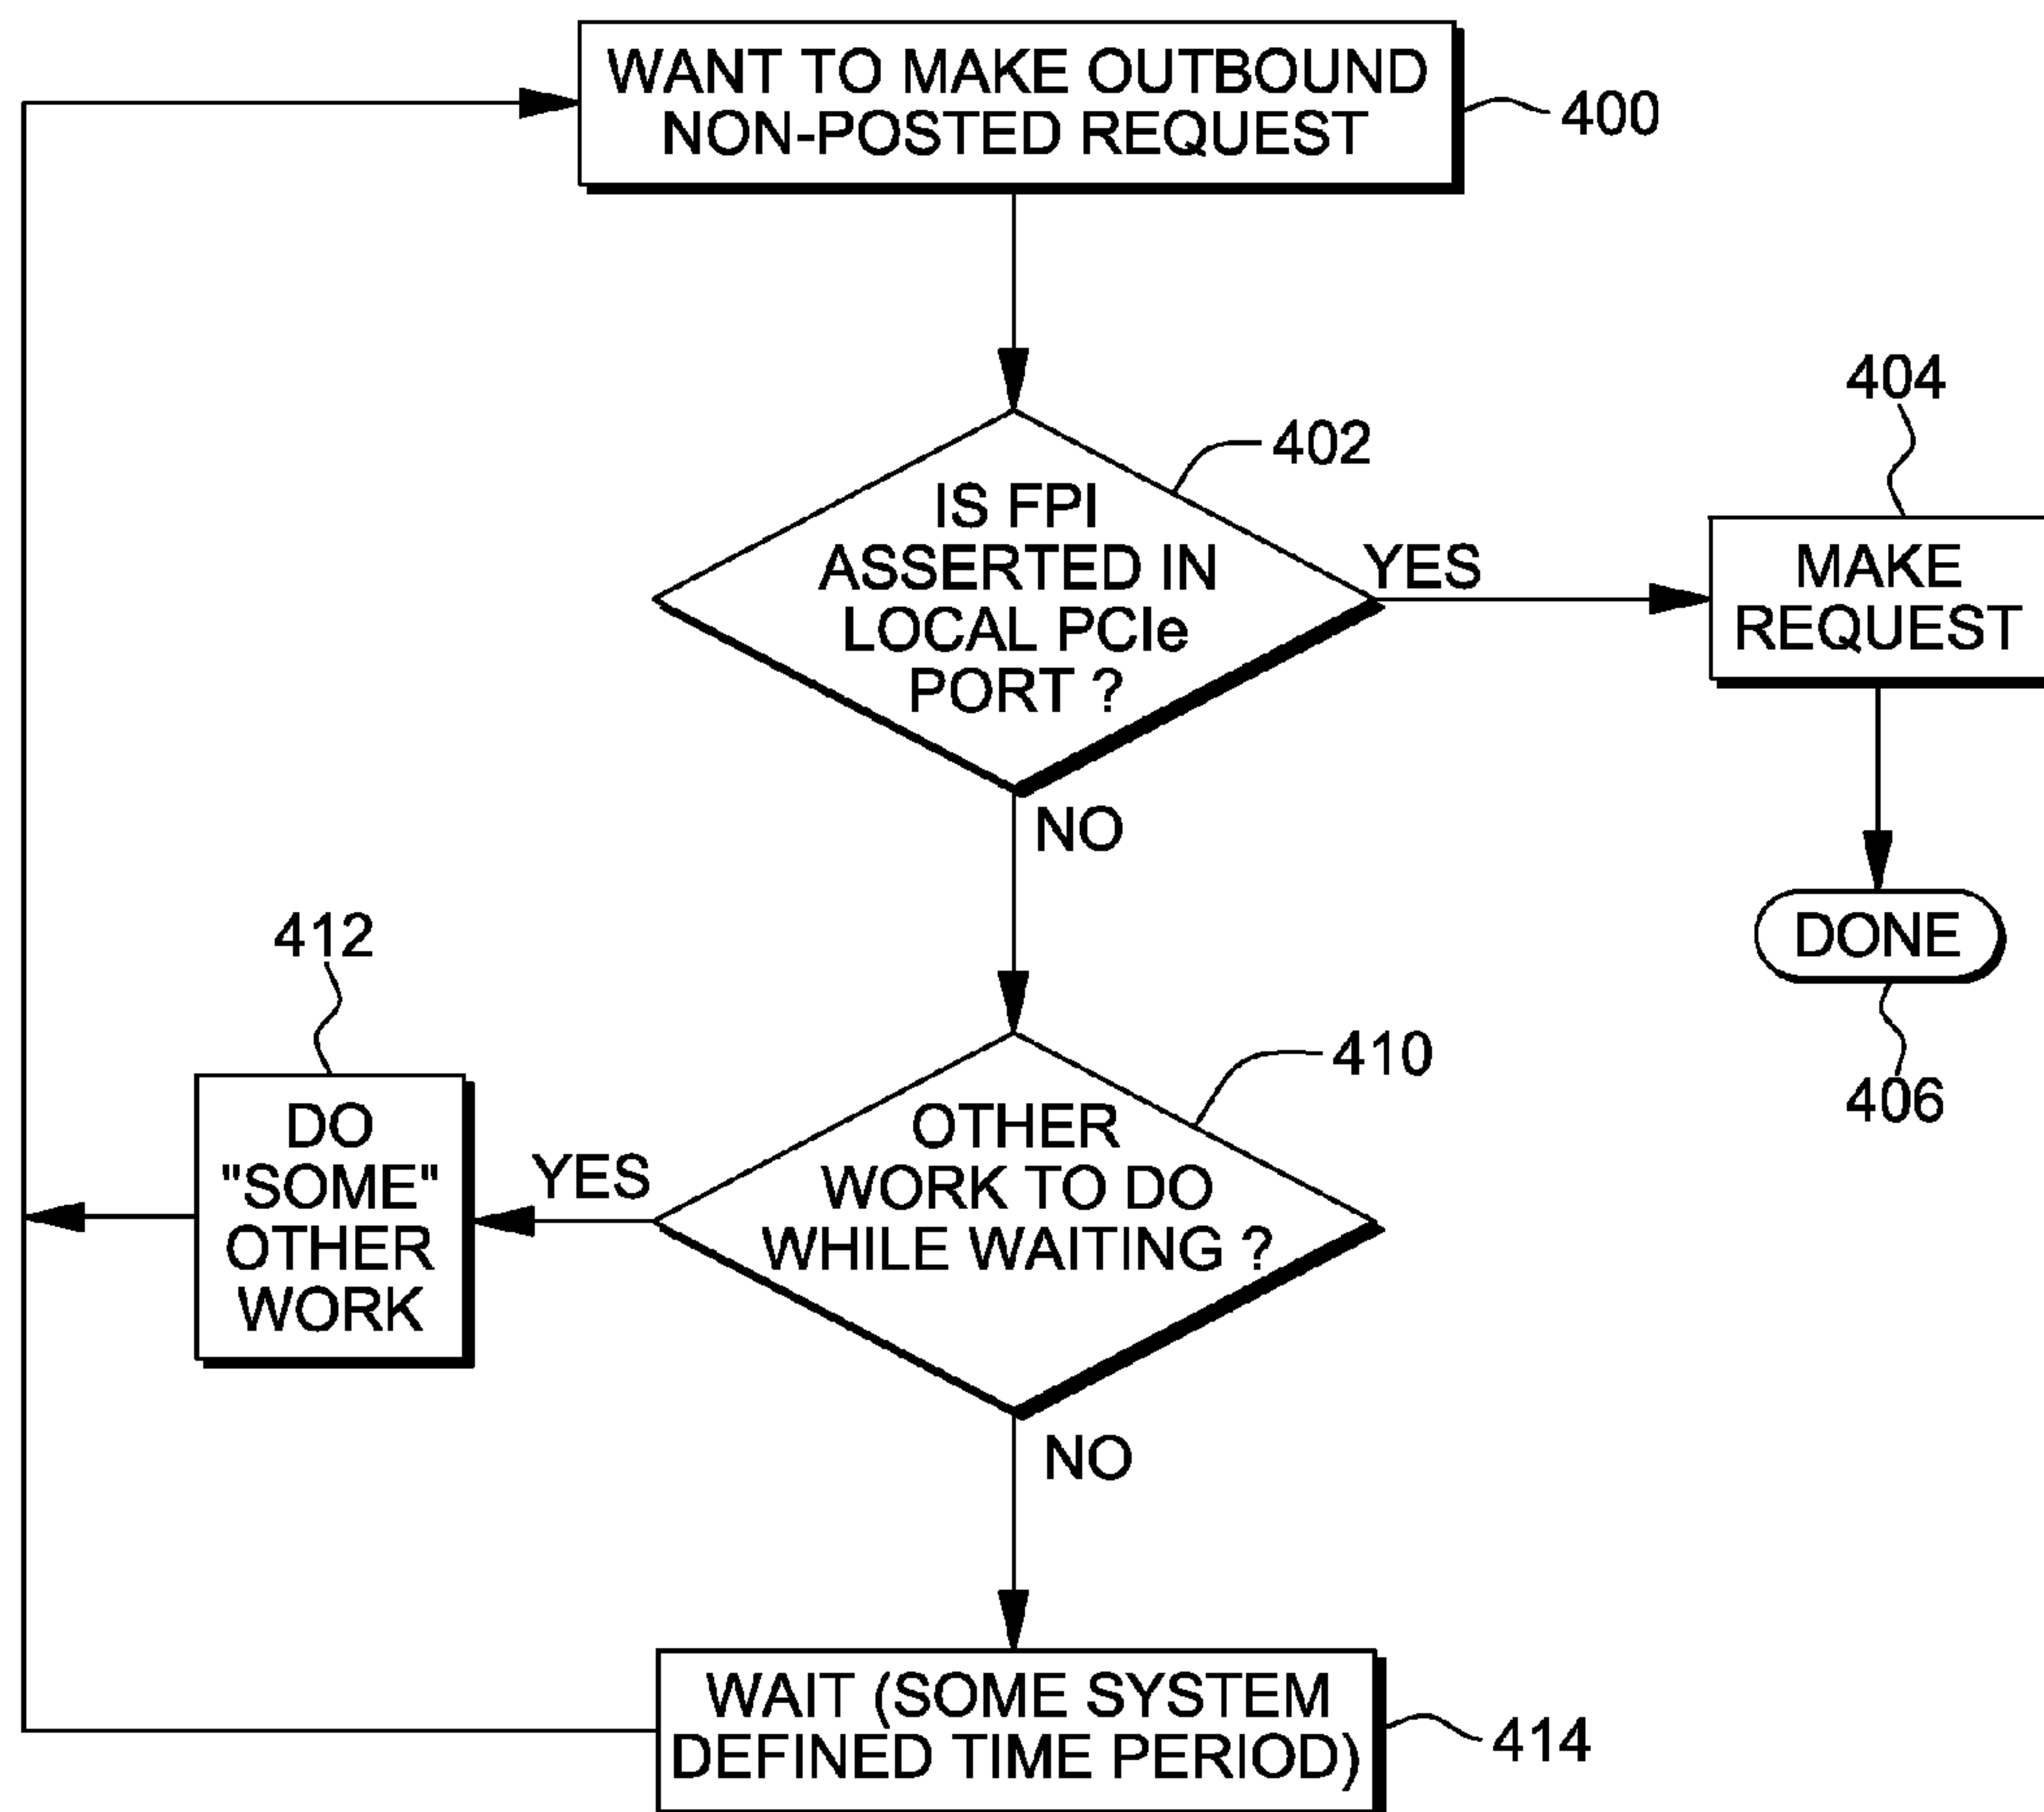 WANT TO MAKE OUTBOUND
NON-POSTED REQUEST
400
402
IS FPI
ASSERTED IN
LOCAL PCIe
PORT ?
YES
404
MAKE
REQUEST
DONE
406
NO
410
OTHER
WORK TO DO
WHILE WAITING ?
YES
412
DO
"SOME"
OTHER
WORK
NO
WAIT (SOME SYSTEM
DEFINED TIME PERIOD)
414